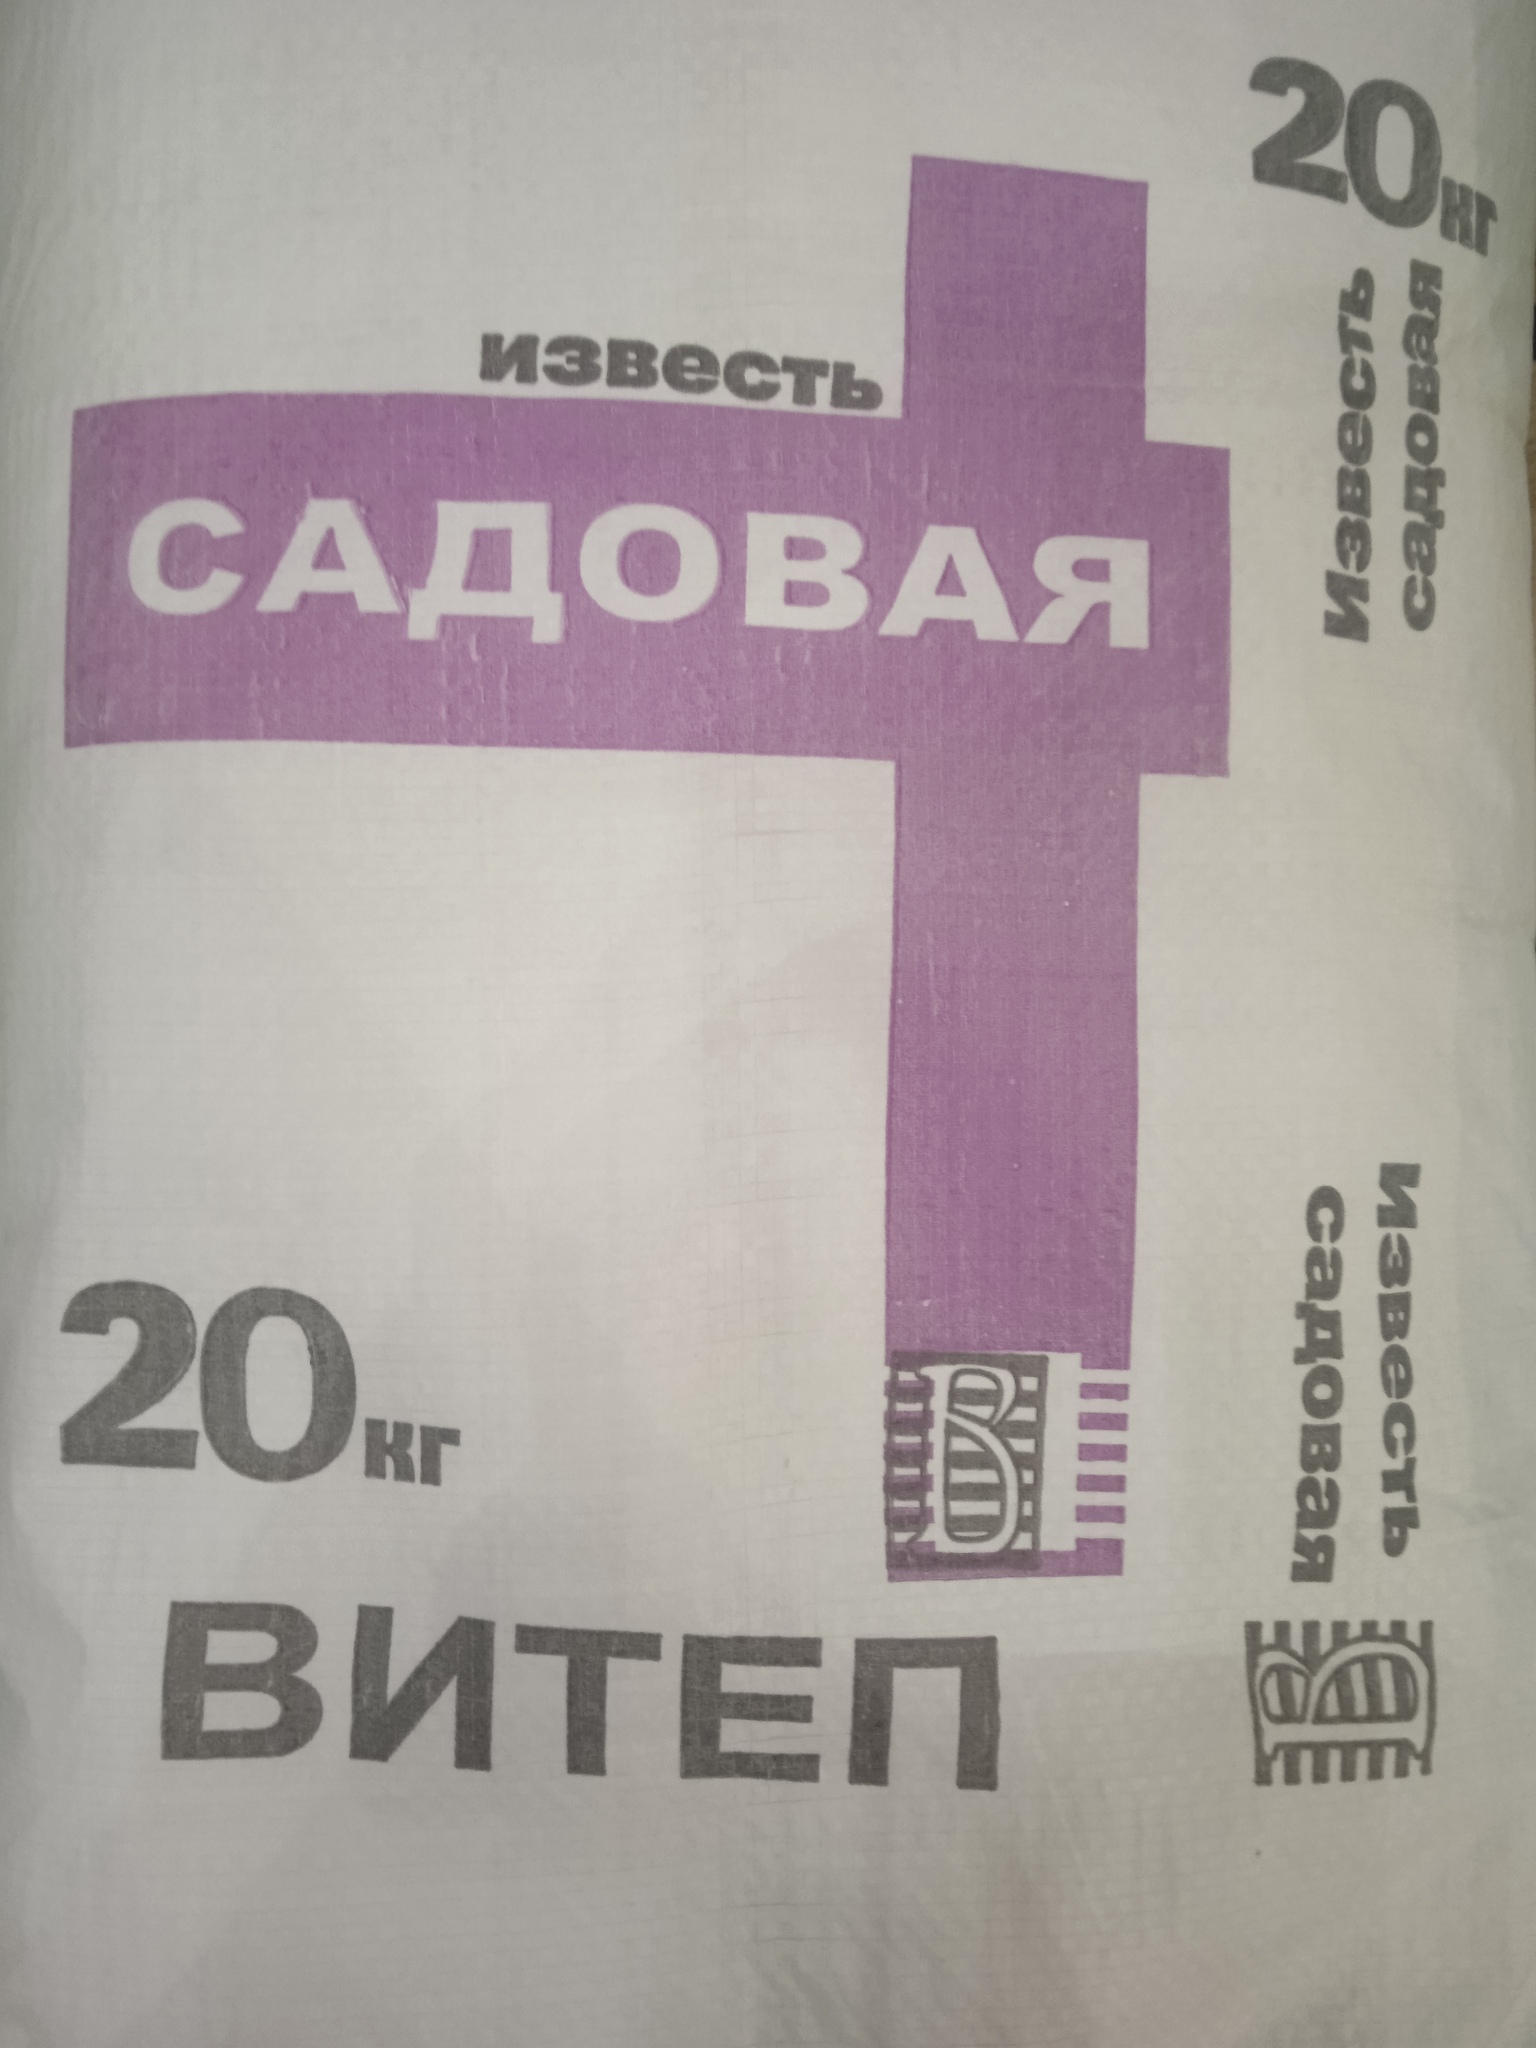 известь
САДОВАЯ
20кг
В
ВИТЕП
20кг
Известь
садовая
Известь
садовая
В